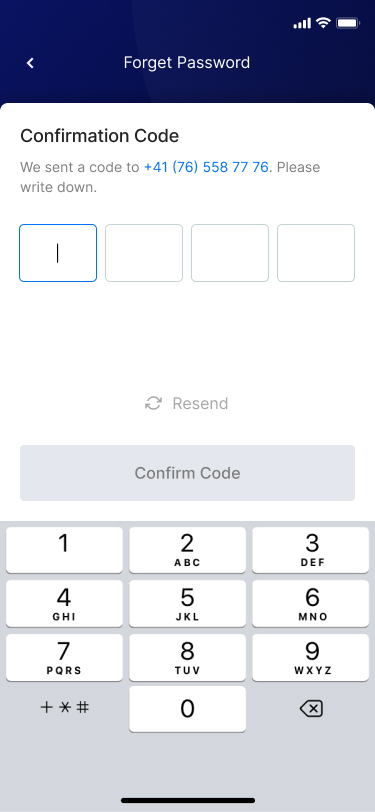 Forget Password
Confirmation Code
We sent a code to +41 (76) 558 77 76. Please
write down.
Resend
Confirm Code
1 2 3
ABC DEF
4 5 6
GHI JKL MNO
7 8 9
PQRS TUV WXYZ
+ * # 0